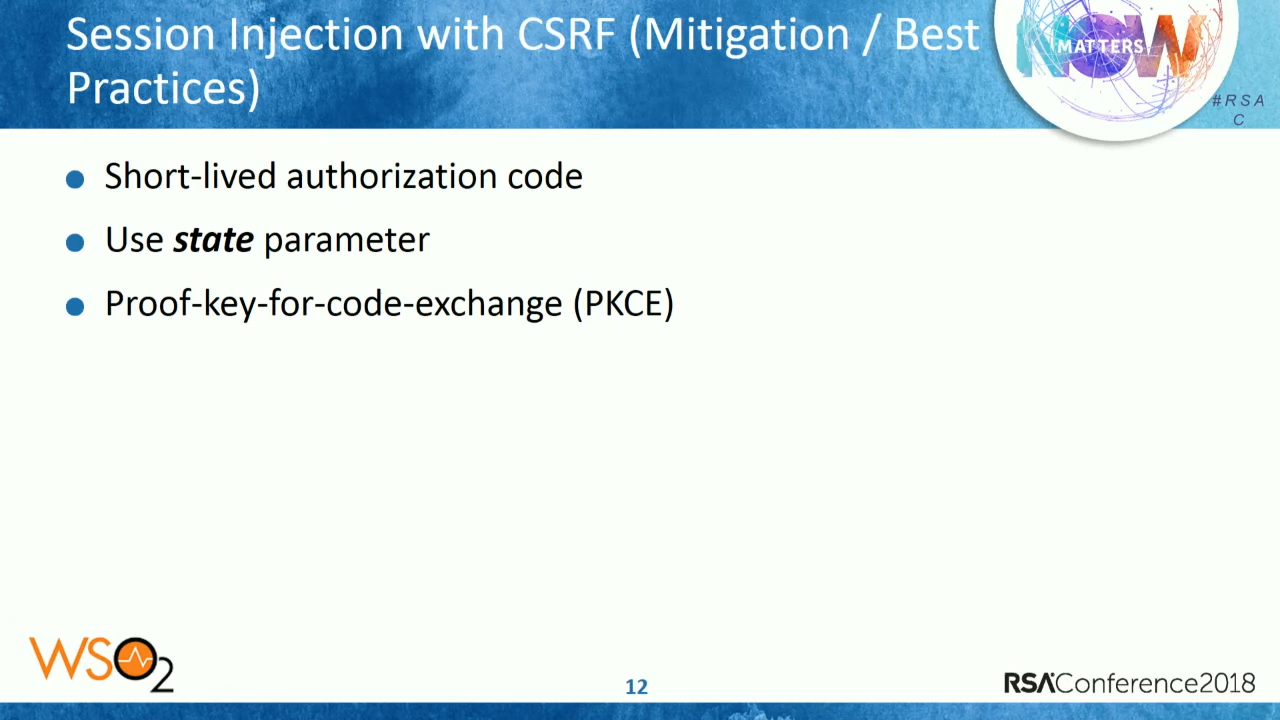 Session Injection with CSRF (Mitigation / Best
Practices)
NOW
MATTERS
#RSA
C
Short-lived authorization code
Use state parameter
Proof-key-for-code-exchange (PKCE)
WSO2
12
RSAConference2018